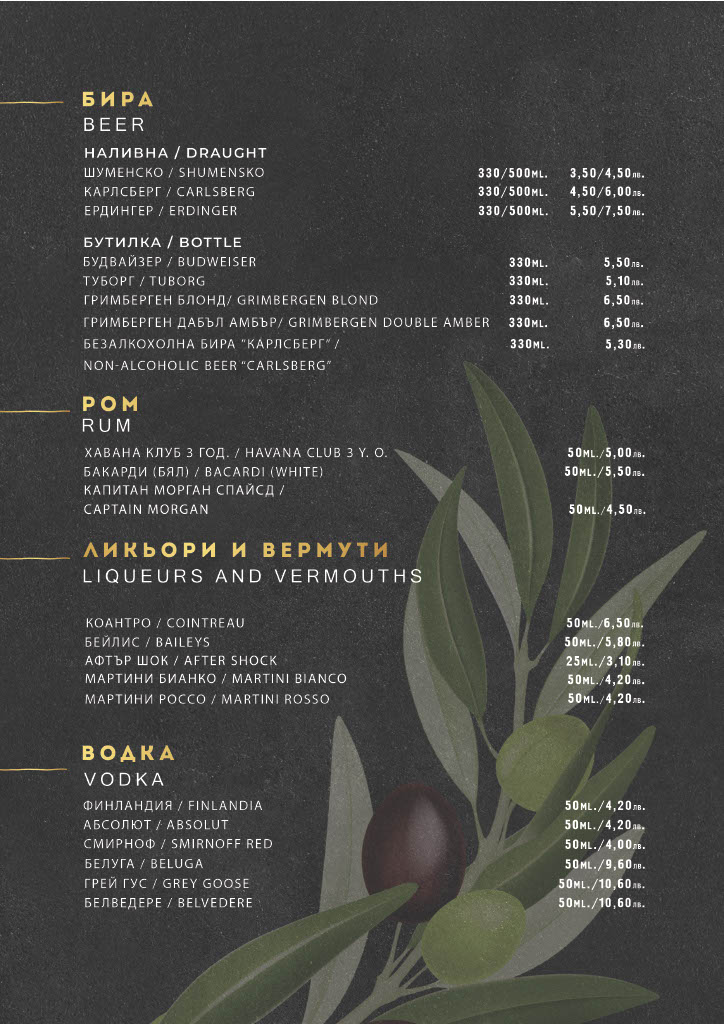 БИРА
BEER
НАЛИВНА / DRAUGHT
ШУМЕНСКО / SHUMENSKO 330/500ML. 3,50/4,50лв.
КАРЛСБЕРГ / CARLSBERG 330/500ML. 4,50/6,00лв.
ЕРДИНГЕР / ERDINGER 330/500ML. 5,50/7,50лв.
БУТИЛКА / BOTTLE
БУДВАЙЗЕР / BUDWEISER 330ML. 5,50лв.
ТУБОРГ / TUBORG 330ML. 5,10лв.
ГРИМБЕРГЕН БЛОНД/ GRIMBERGEN BLOND 330ML. 6,50лв.
ГРИМБЕРГЕН ДАБЪЛ АМБЪР/ GRIMBERGEN DOUBLE AMBER 330ML. 6,50лв.
БЕЗАЛКОХОЛНА БИРА “КАРЛСБЕРГ” / 330ML. 5,30лв.
NON-ALCOHOLIC BEER “CARLSBERG”
РОМ
RUM
ХАВАНА КЛУБ 3 ГОД. / HAVANA CLUB 3 Y. O. 50ML./5,00лв.
БАКАРДИ (БЯЛ) / BACARDI (WHITE) 50ML./5,50лв.
КАПИТАН МОРГАН СПАЙСД /
CAPTAIN MORGAN 50ML./4,50лв.
ЛИКЬОРИ И ВЕРМУТИ
LIQUEURS AND VERMOUTHS
КОАНТРО / COINTREAU 50ML./6,50лв.
БЕЙЛИС / BAILEYS 50ML./5,80лв.
АФТЪР ШОК / AFTER SHOCK 25ML./3,10лв.
МАРТИНИ БИАНКО / MARTINI BIANCO 50ML./4,20лв.
МАРТИНИ РОССО / MARTINI ROSSO 50ML./4,20лв.
ВОДКА
VODKA
ФИНЛАНДИЯ / FINLANDIA 50ML./4,20лв.
АБСОЛЮТ / ABSOLUT 50ML./4,20лв.
СМИРНОФ / SMIRNOFF RED 50ML./4,00лв.
БЕЛУГА / BELUGA 50ML./9,60лв.
ГРЕЙ ГУС / GREY GOOSE 50ML./10,60лв.
БЕЛВЕДЕРЕ / BELVEDERE 50ML./10,60лв.